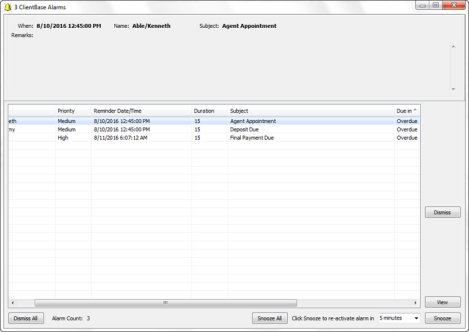 3 ClientBase Alarms
When: 8/10/2016 12:45:00 PM Name: Able/Kenneth Subject: Agent Appointment
Remarks:
Priority Reminder Date/Time Duration Subject Due in
eth Medium 8/10/2016 12:45:00 PM 15 Agent Appointment Overdue
ny Medium 8/10/2016 12:45:00 PM 15 Deposit Due Overdue
High 8/11/2016 6:07:12 AM 15 Final Payment Due Overdue
Dismiss
View
Dismiss All Alarm Count: 3 Snooze All Click Snooze to re-activate alarm in 5 minutes Snooze